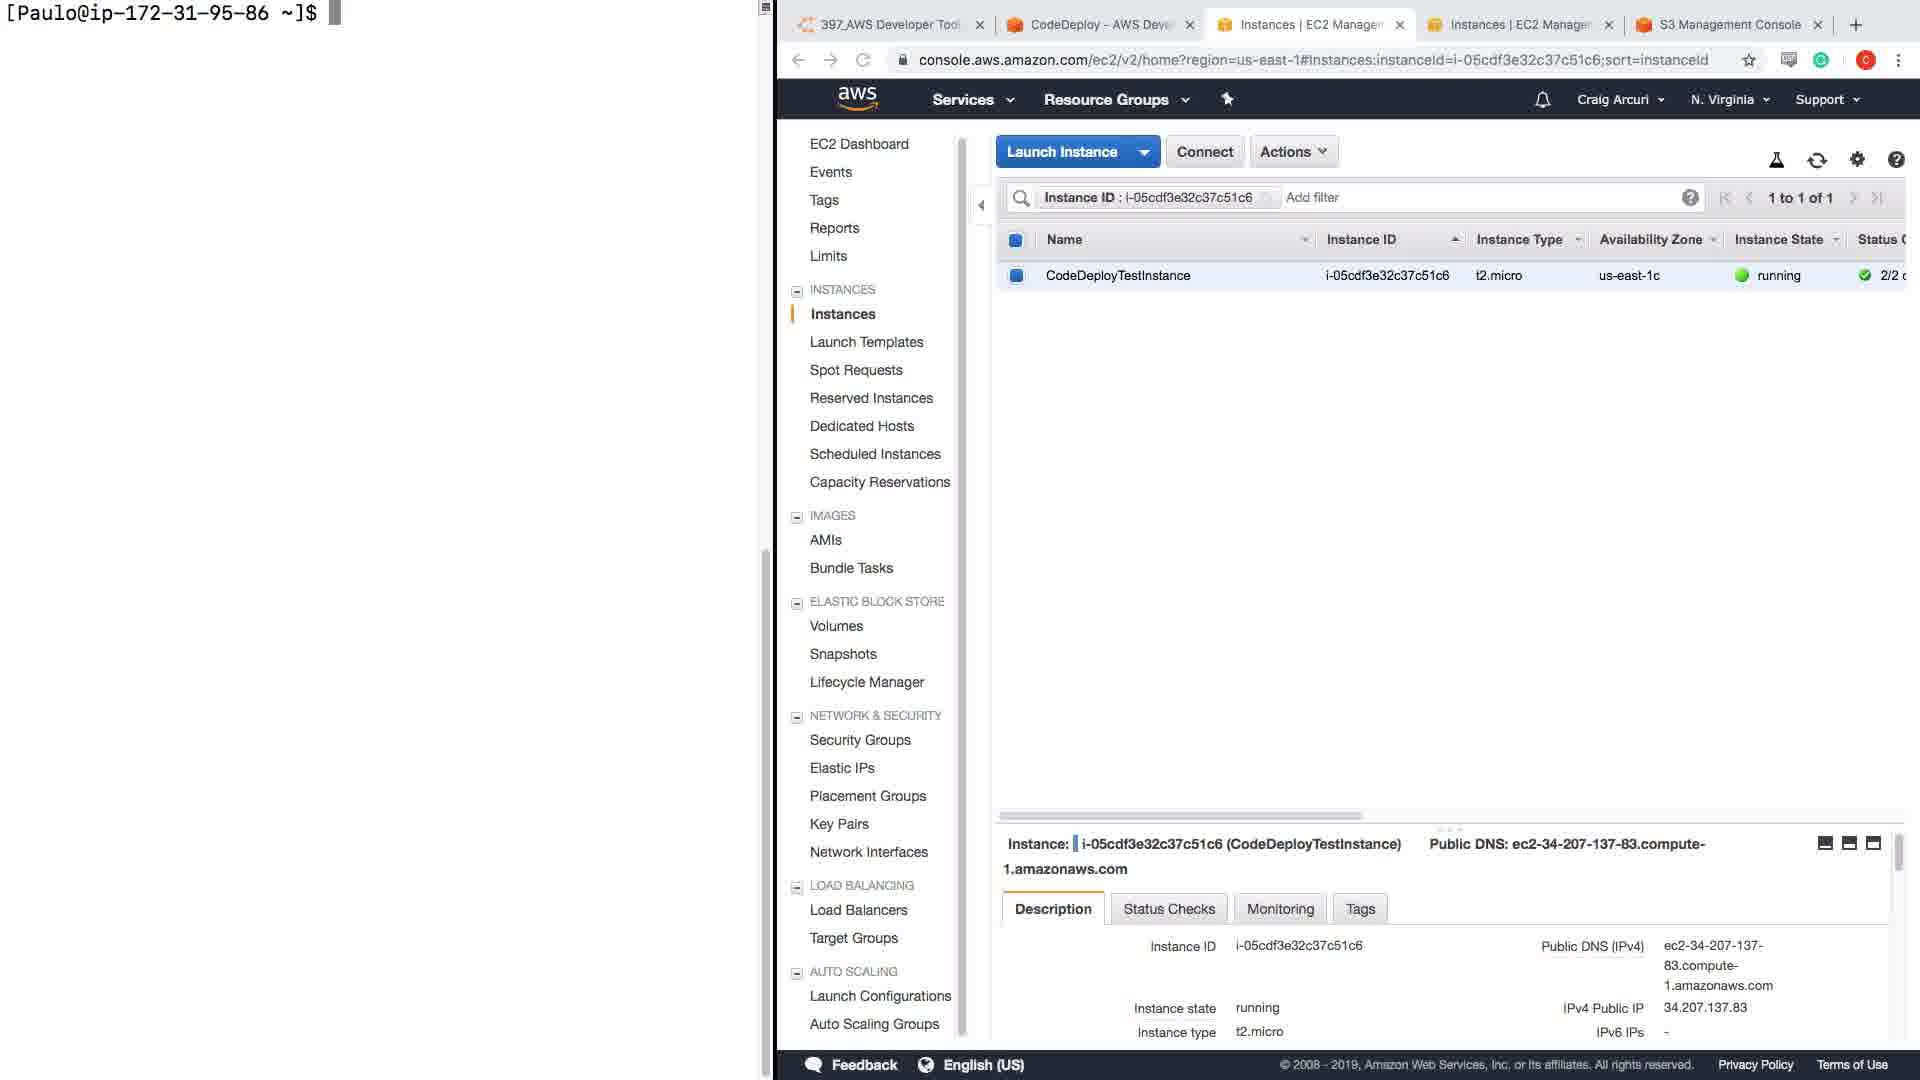 [Paulo@ip-172-31-95-86 ~]$
397_AWS Developer Tool
CodeDeploy - AWS Deve
Instances | EC2 Manager
Instances | EC2 Manager
S3 Management Console
console.aws.amazon.com/ec2/v2/home?region=us-east-1#Instances:instanceId=i-05cdf3e32c37c51c6;sort=instanceId
aws
Services
Resource Groups
Craig Arcuri
N. Virginia
Support
EC2 Dashboard
Events
Tags
Reports
Limits
INSTANCES
Instances
Launch Templates
Spot Requests
Reserved Instances
Dedicated Hosts
Scheduled Instances
Capacity Reservations
IMAGES
AMIs
Bundle Tasks
ELASTIC BLOCK STORE
Volumes
Snapshots
Lifecycle Manager
NETWORK & SECURITY
Security Groups
Elastic IPs
Placement Groups
Key Pairs
Network Interfaces
LOAD BALANCING
Load Balancers
Target Groups
AUTO SCALING
Launch Configurations
Auto Scaling Groups
Launch Instance
Connect
Actions
Instance ID : i-05cdf3e32c37c51c6
Add filter
1 to 1 of 1
Name
Instance ID
Instance Type
Availability Zone
Instance State
Status C
CodeDeployTestInstance
i-05cdf3e32c37c51c6
t2.micro
us-east-1c
running
2/2 c
Instance: i-05cdf3e32c37c51c6 (CodeDeployTestInstance)
Public DNS: ec2-34-207-137-83.compute-
1.amazonaws.com
Description
Status Checks
Monitoring
Tags
Instance ID
i-05cdf3e32c37c51c6
Public DNS (IPv4)
ec2-34-207-137-
83.compute-
1.amazonaws.com
Instance state
running
IPv4 Public IP
34.207.137.83
Instance type
t2.micro
IPv6 IPs
-
Feedback
English (US)
© 2008 - 2019, Amazon Web Services, Inc. or its affiliates. All rights reserved.
Privacy Policy
Terms of Use